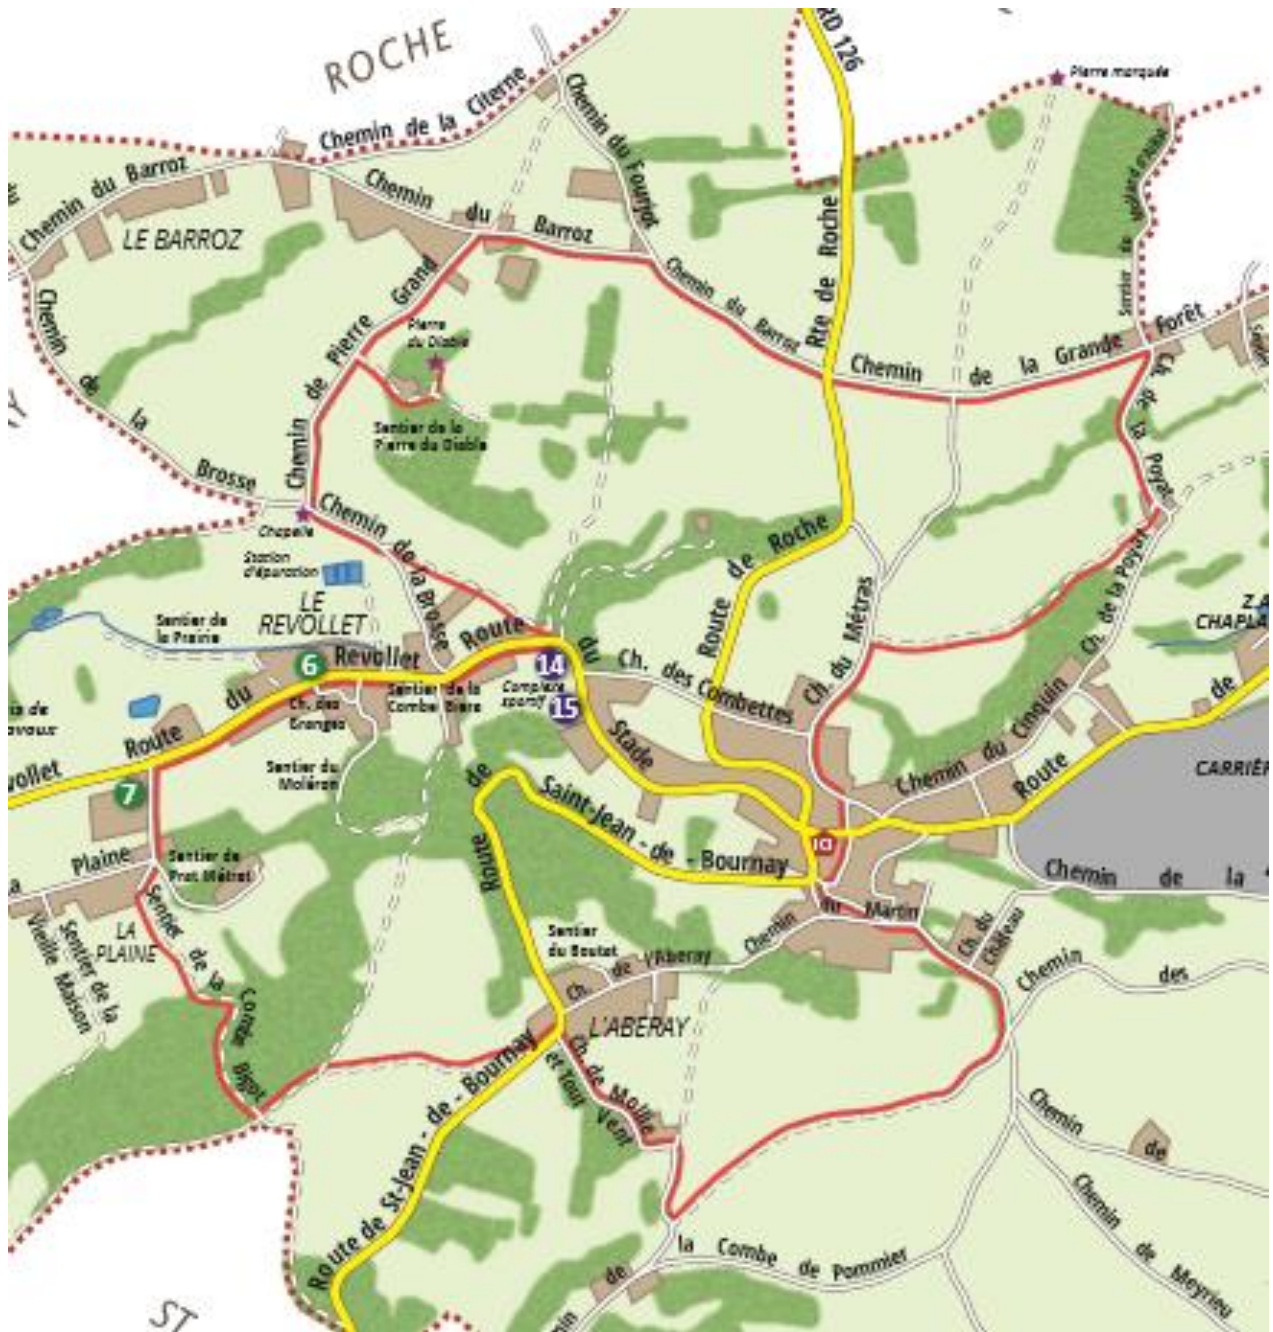 ROCHE
RD 126
Pierre marquée
Chemin de la Citerne
Chemin du Fourjot
Chemin du Barroz
Chemin du Barroz
LE BARROZ
Rte de Roche
Chemin de Pierre Grand
Pierre
du Diable
Chemin du Barroz
Chemin de la Grande Forêt
Chemin de la Brosse
Sentier de la
Pierre du Diable
Ch. de la Poyat
Chapelle
Chemin de la Brosse
Station
d'épuration
Route de Roche
Ch. de la Poyat
LE
REVOLLET
Sentier de
la Prairie
Ch. du Métras
Z.A
CHAPLA
6
Route du Revollet
Route du Stade
14
Complexe
sportif
15
Ch. des Combettes
Ch. des
Granges
Sentier de la
Combe Bière
Chemin du Cinquin
Route de
CARRIÈR
Sentier du
Moléron
vollet
7
Route de Saint-Jean-de-Bournay
Plaine
Sentier de
Prat Métrat
Chemin de la
Chemin du Martin
Ch. du
Château
LA
PLAINE
Sentier de la
Vieille Maison
Sentier de la Combe Bigot
Sentier
du Boutet
Ch. de l'Aberay
Chemin des
L'ABERAY
Ch. de Moille
et Tout Vent
Route de St-Jean-de-Bournay
Chemin de
Chemin de Meyrieu
la Combe de Pommier
de
ST